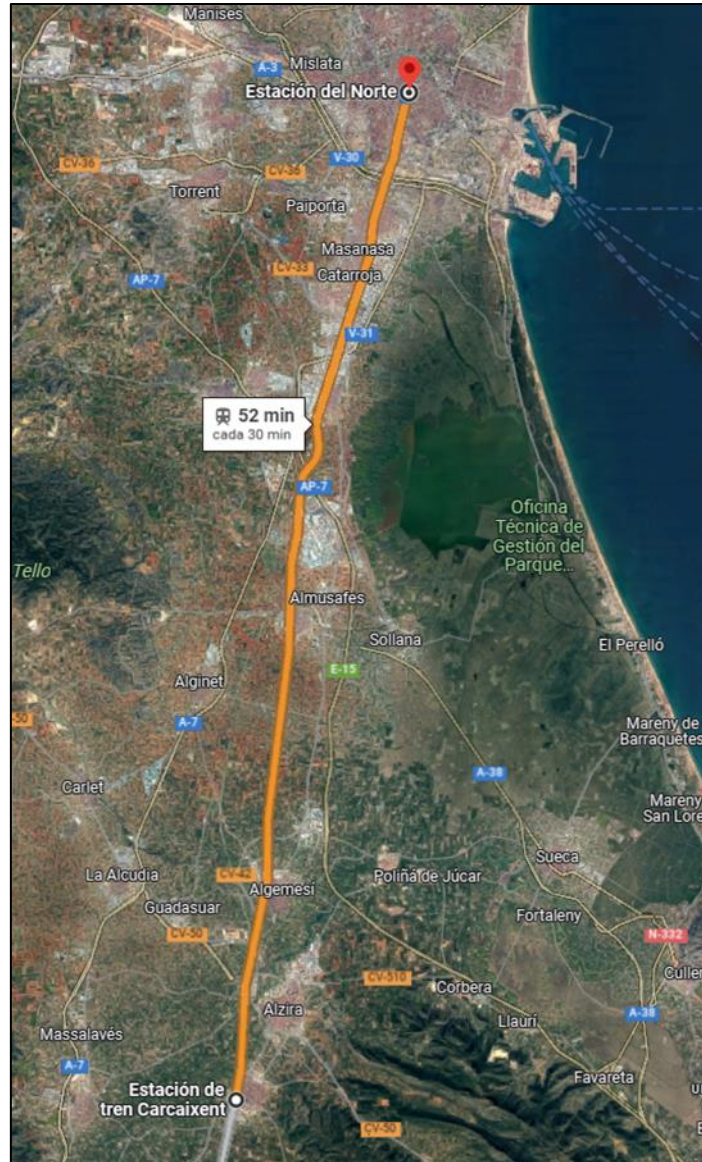 Manises
Mislata
A-3
Estación del Norte
CV-36
V-30
CV-36
Torrent
Paiporta
Masanasa
CV-33
Catarroja
AP-7
V-31
52 min
cada 30 min
AP-7
Oficina
Técnica de
Gestión del
Parque...
Tello
Almusafes
Sollana
El Perelló
E-15
Alginet
-50
A-7
Mareny de
Barraquetes
A-38
Carlet
Mareny
San Lore
Sueca
La Alcudia
CV-42
Algemesí
Poliñá de Júcar
Guadasuar
Fortaleny
CV-50
N-332
CV-510
Culler
Corbera
Alzira
Llaurí
A-38
Massalavés
A-7
Favareta
Estación de
tren Carcaixent
CV-50